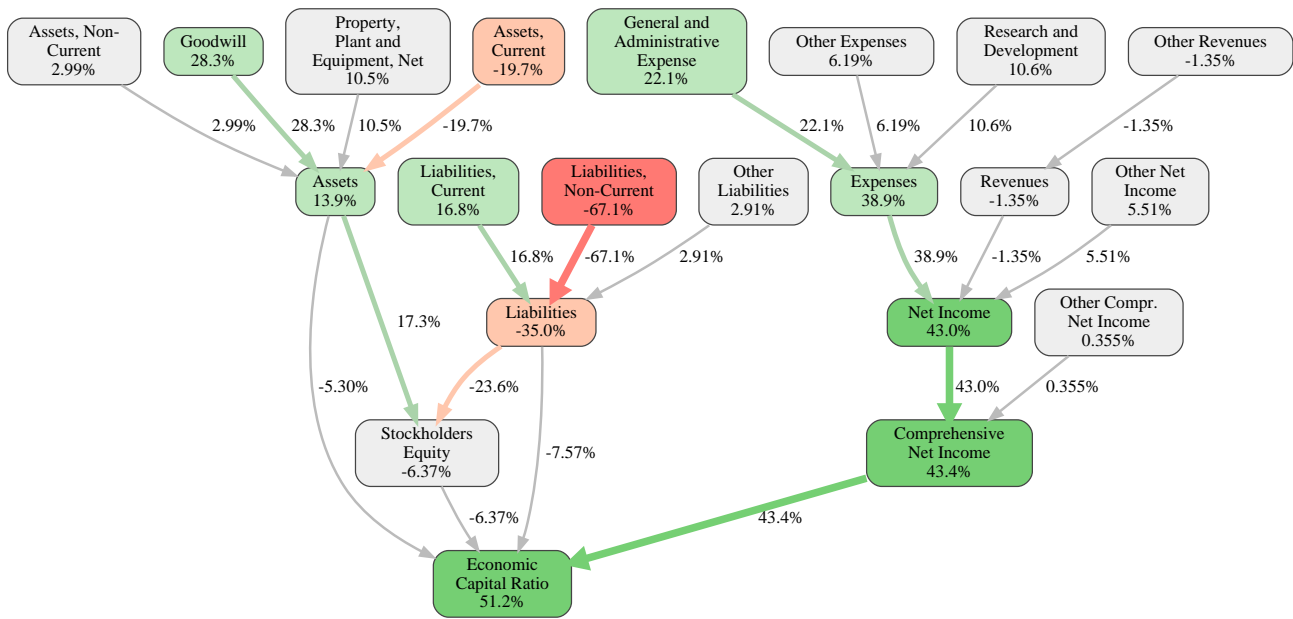 Assets, Non-
Current
2.99%
Goodwill
28.3%
Property,
Plant and
Equipment, Net
10.5%
Assets,
Current
-19.7%
General and
Administrative
Expense
22.1%
Other Expenses
6.19%
Research and
Development
10.6%
Other Revenues
-1.35%
2.99%
28.3%
10.5%
-19.7%
22.1%
6.19%
10.6%
-1.35%
Assets
13.9%
Liabilities,
Current
16.8%
Liabilities,
Non-Current
-67.1%
Other
Liabilities
2.91%
Expenses
38.9%
Revenues
-1.35%
Other Net
Income
5.51%
16.8%
-67.1%
2.91%
38.9%
-1.35%
5.51%
17.3%
Liabilities
-35.0%
Net Income
43.0%
Other Compr.
Net Income
0.355%
-5.30%
-23.6%
43.0%
0.355%
Stockholders
Equity
-6.37%
-7.57%
Comprehensive
Net Income
43.4%
-6.37%
43.4%
Economic
Capital Ratio
51.2%